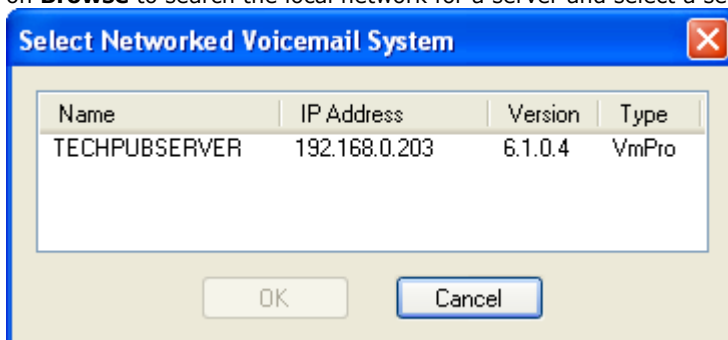 on Browse to search the local network for a server and select a se
Select Networked Voicemail System
Name IP Address Version Type
TECHPUBSERVER 192.168.0.203 6.1.0.4 VmPro
OK Cancel